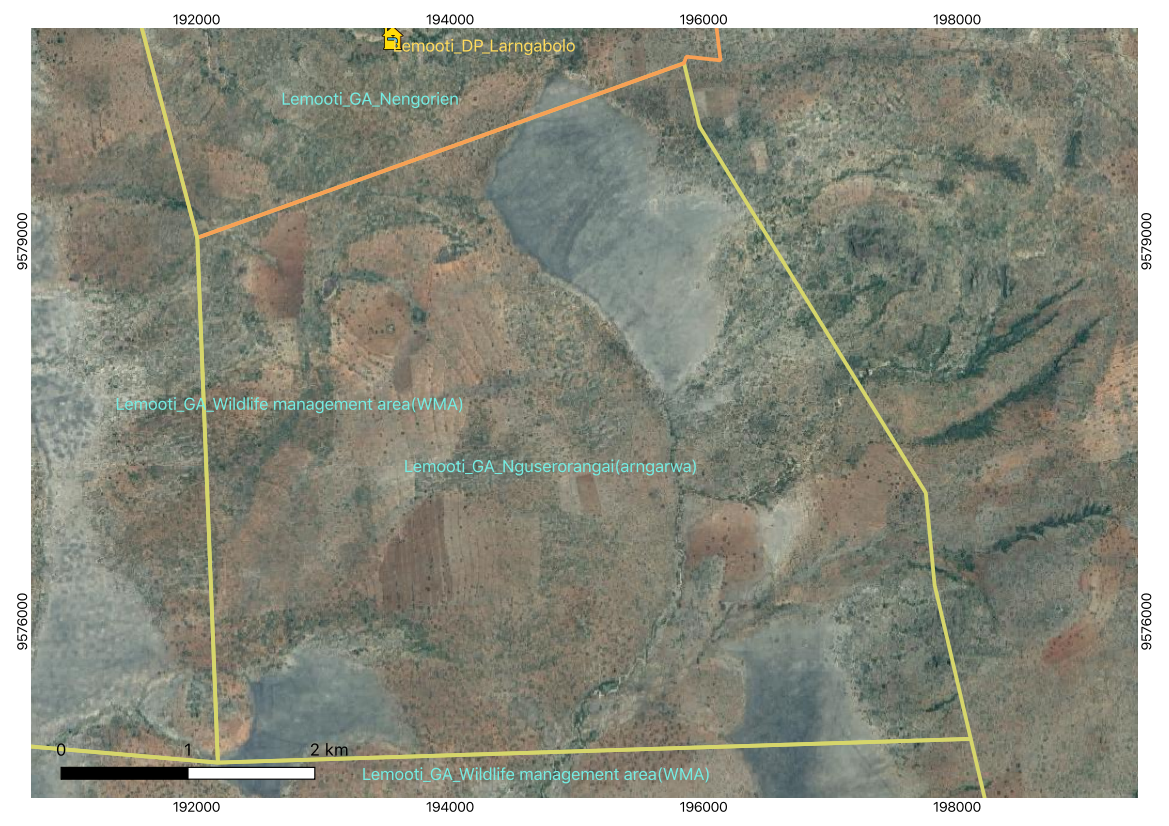 192000
194000
196000
198000
Lemooti_DP_Larngabolo
Lemooti_GA_Nengorien
9579000
9579000
Lemooti_GA_Wildlife management area(WMA)
Lemooti_GA_Nguserorangai(arngarwa)
9576000
9576000
0 1 2 km
Lemooti_GA_Wildlife management area(WMA)
192000
194000
196000
198000